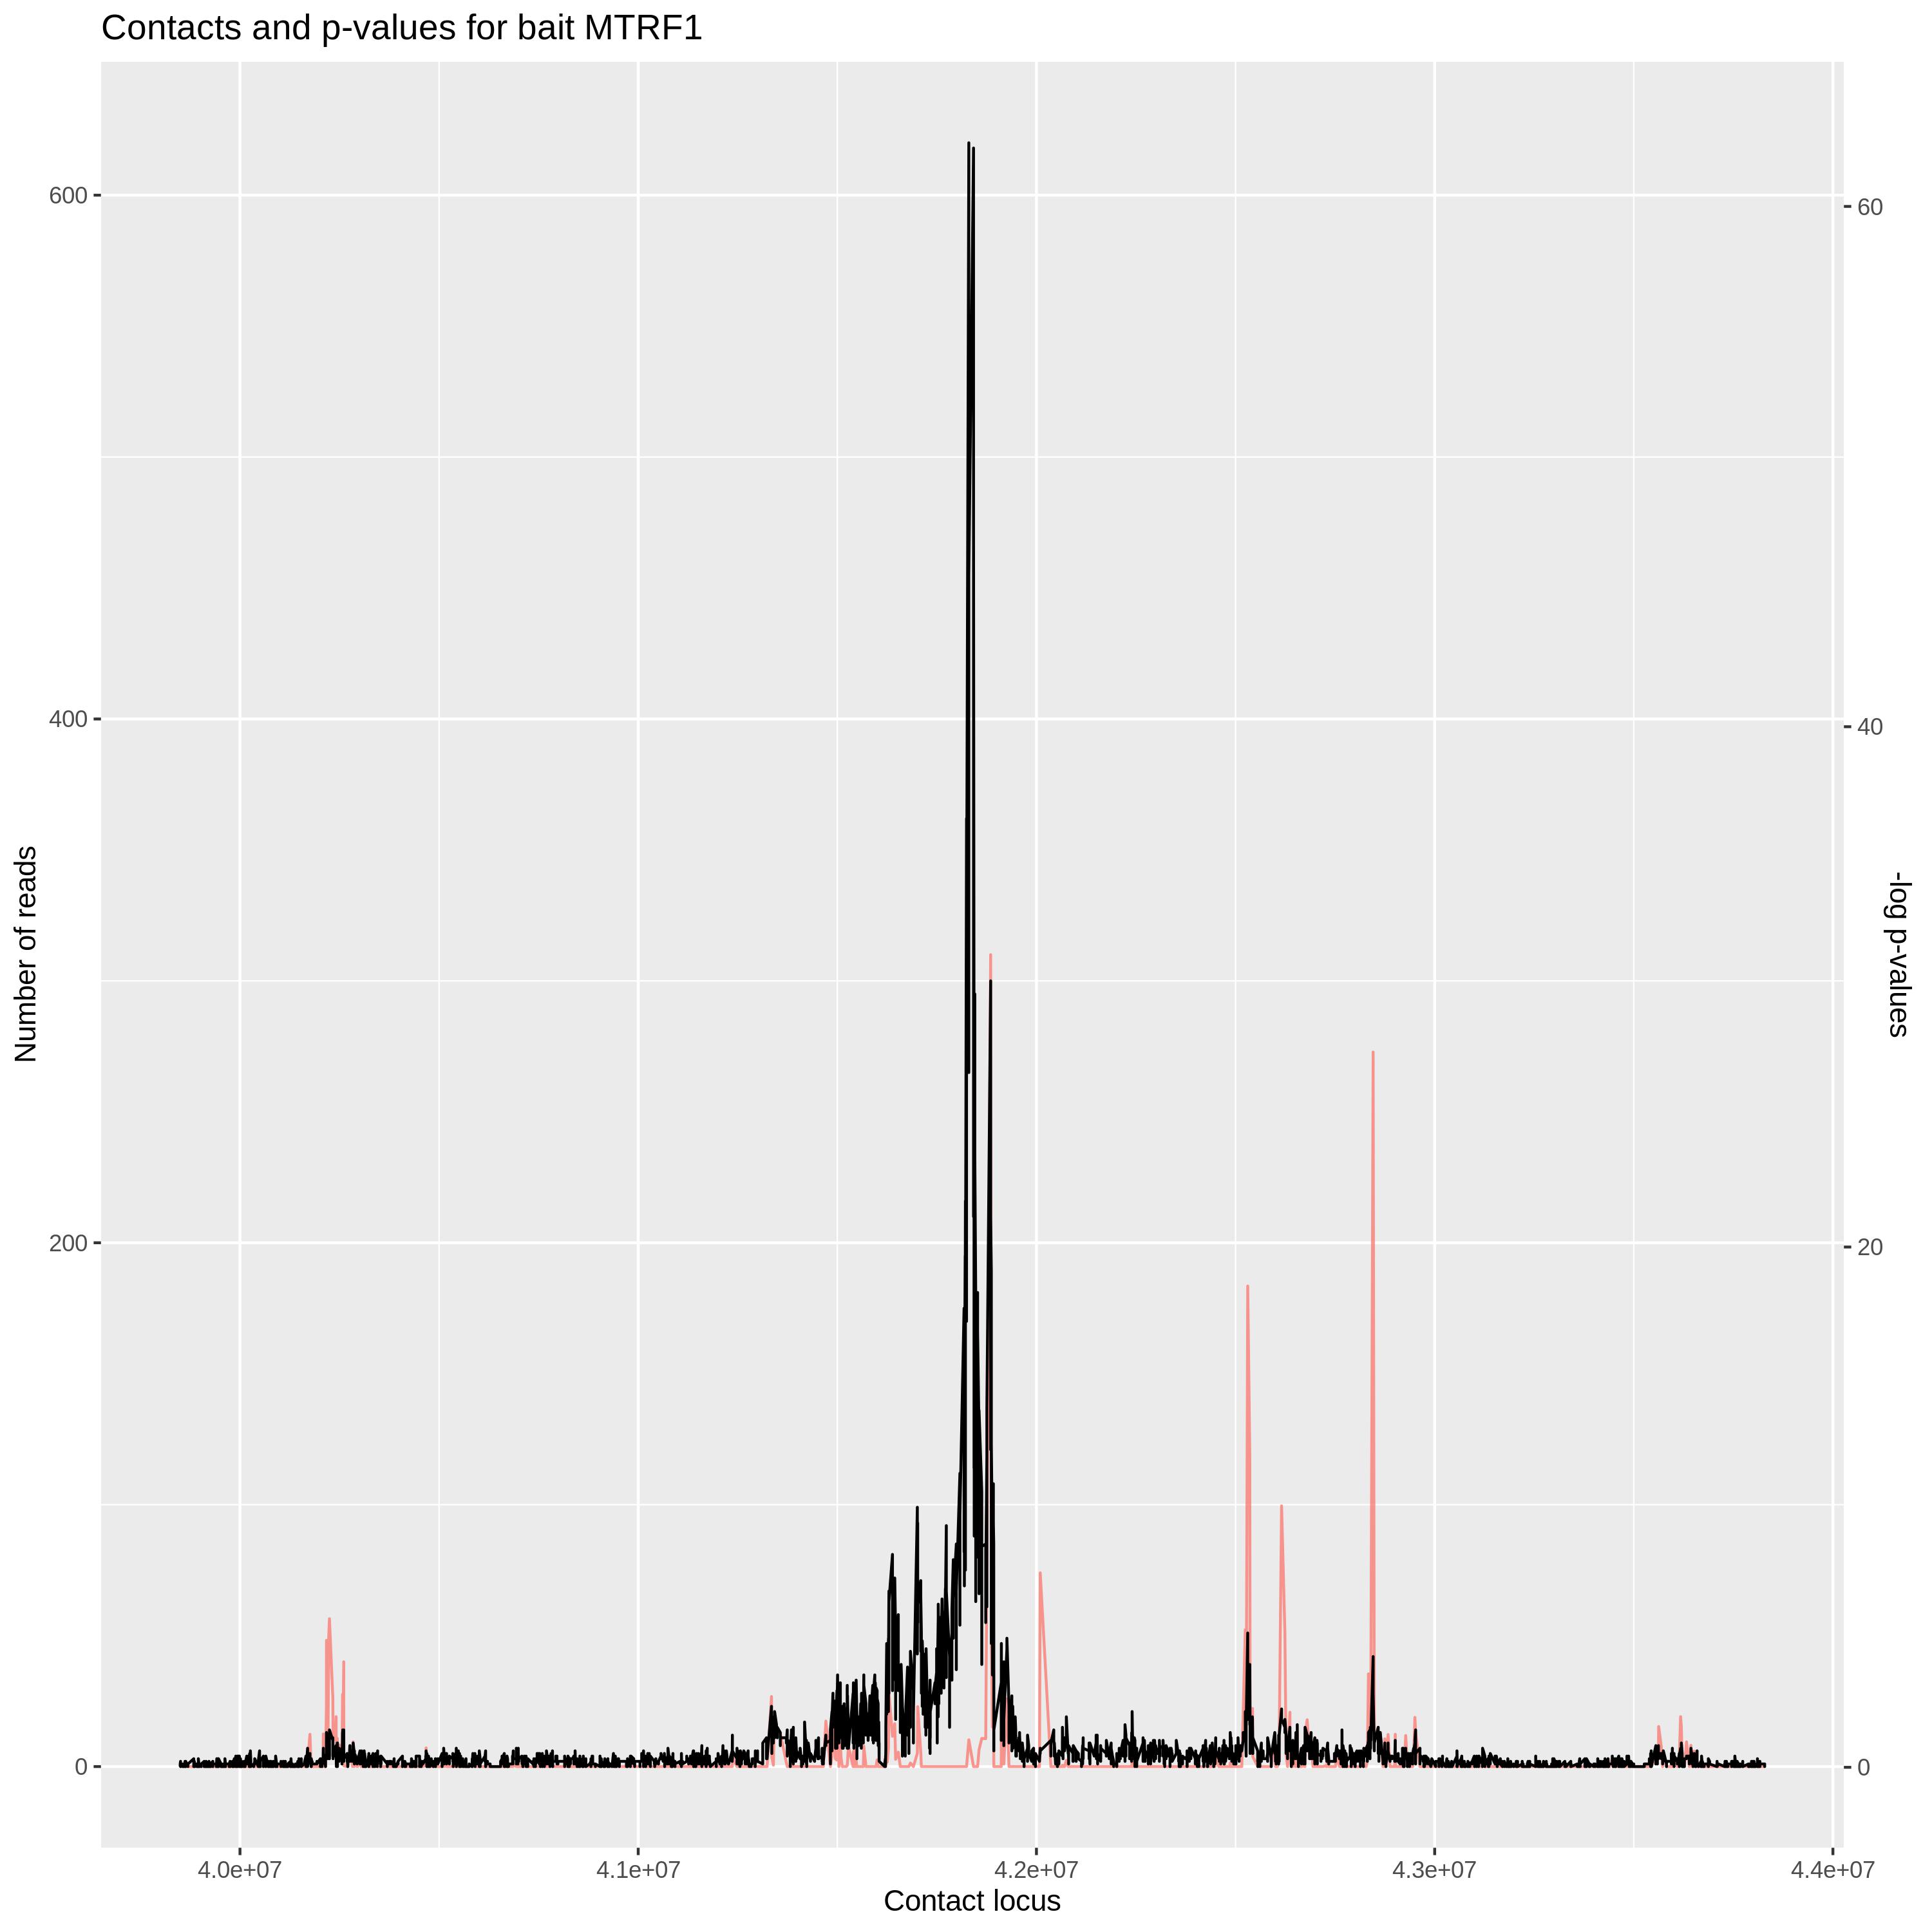 Contacts and p-values for bait MTRF1
600
400
200
0
60
40
20
0
Number of reads
-log p-values
4.0e+07
4.1e+07
4.2e+07
4.3e+07
4.4e+07
Contact locus